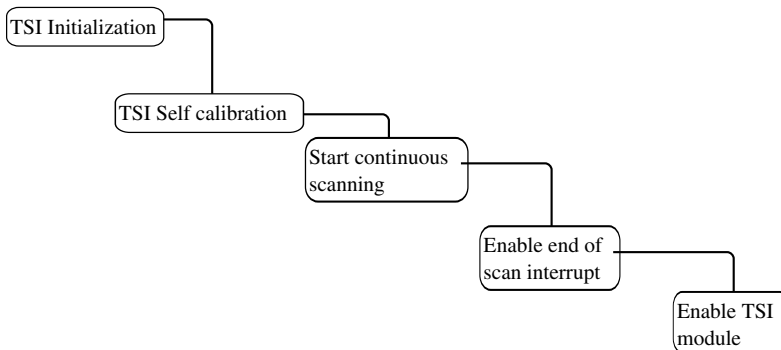 TSI Initialization
TSI Self calibration
Start continuous
scanning
Enable end of
scan interrupt
Enable TSI
module